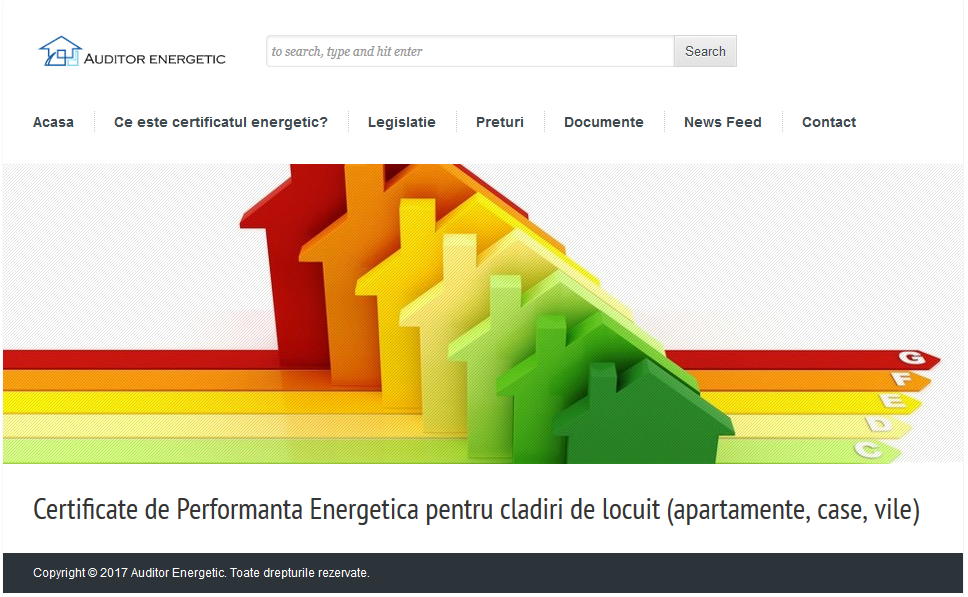 AUDITOR ENERGETIC
to search, type and hit enter
Search
Acasa
Ce este certificatul energetic?
Legislatie
Preturi
Documente
News Feed
Contact
G
F
E
D
C
Certificate de Performanta Energetica pentru cladiri de locuit (apartamente, case, vile)
Copyright © 2017 Auditor Energetic. Toate drepturile rezervate.